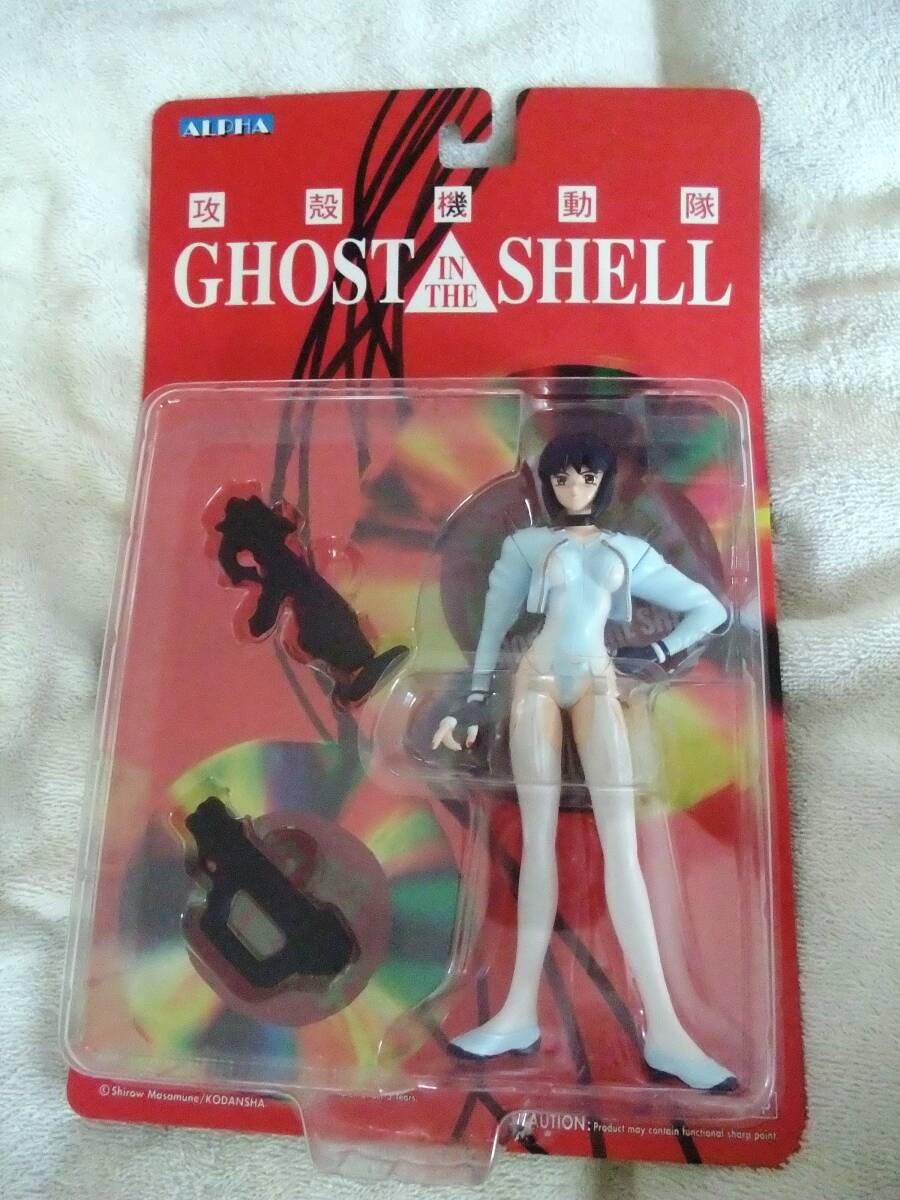 ALPHA
攻殻機動隊
GHOST IN THE SHELL
© Shirow Masamune/KODANSHA
CAUTION: Product may contain functional sharp point.